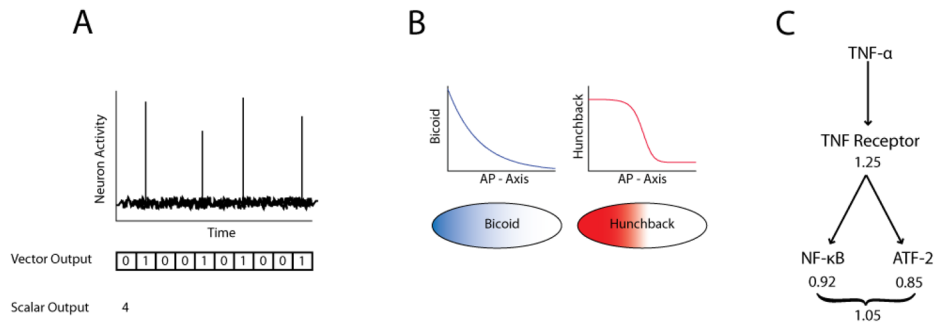 A
Neuron Activity
Time
Vector Output 0 1 0 0 1 0 1 0 0 1
Scalar Output 4
B
Bicoid
AP - Axis
Hunchback
AP - Axis
Bicoid
Hunchback
C
TNF-α
TNF Receptor
1.25
NF-κB ATF-2
0.92 0.85
1.05